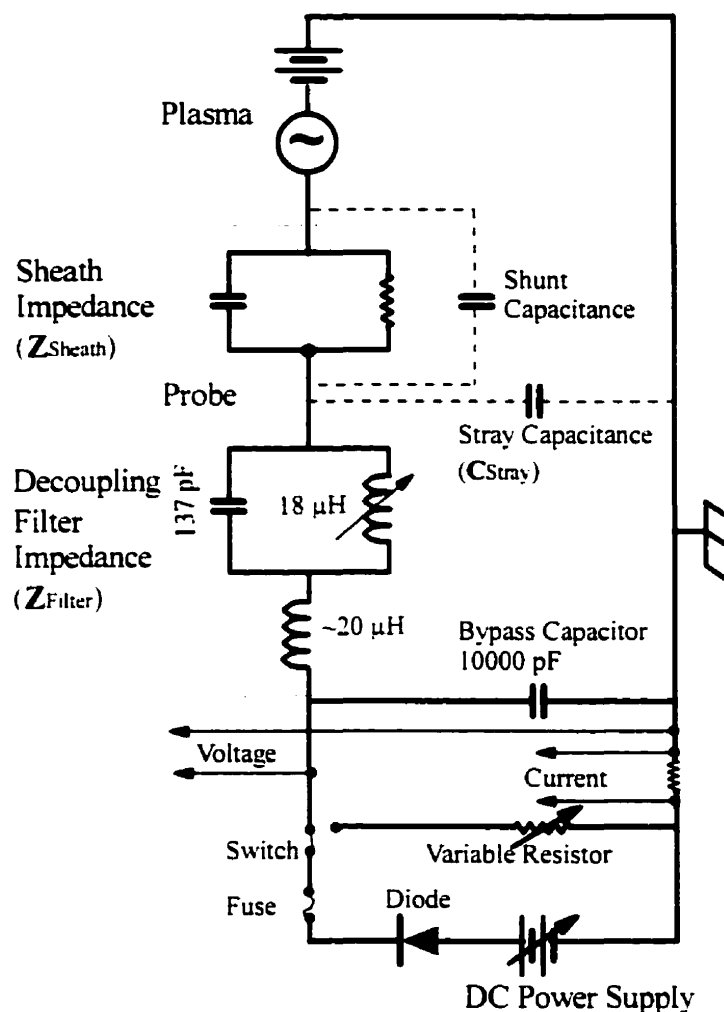 Plasma
Sheath
Impedance
(ZSheath)
Shunt
Capacitance
Probe
Stray Capacitance
(CStray)
Decoupling
Filter
Impedance
(ZFilter)
137 pF
18 μH
~20 μH
Bypass Capacitor
10000 pF
Voltage
Current
Switch
Variable Resistor
Fuse
Diode
DC Power Supply